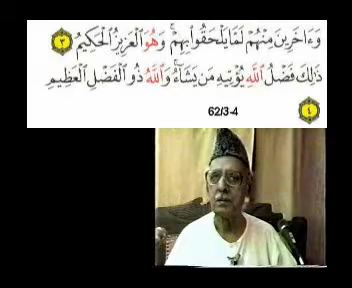 وَءَاخَرِينَ مِنْهُمْ لَمَّا يَلْحَقُوا۟ بِهِمْ ۚ وَهُوَ ٱلْعَزِيزُ ٱلْحَكِيمُ ٣
ذَٰلِكَ فَضْلُ ٱللَّهِ يُؤْتِيهِ مَن يَشَآءُ ۚ وَٱللَّهُ ذُو ٱلْفَضْلِ ٱلْعَظِيمِ
62/3-4 ٤